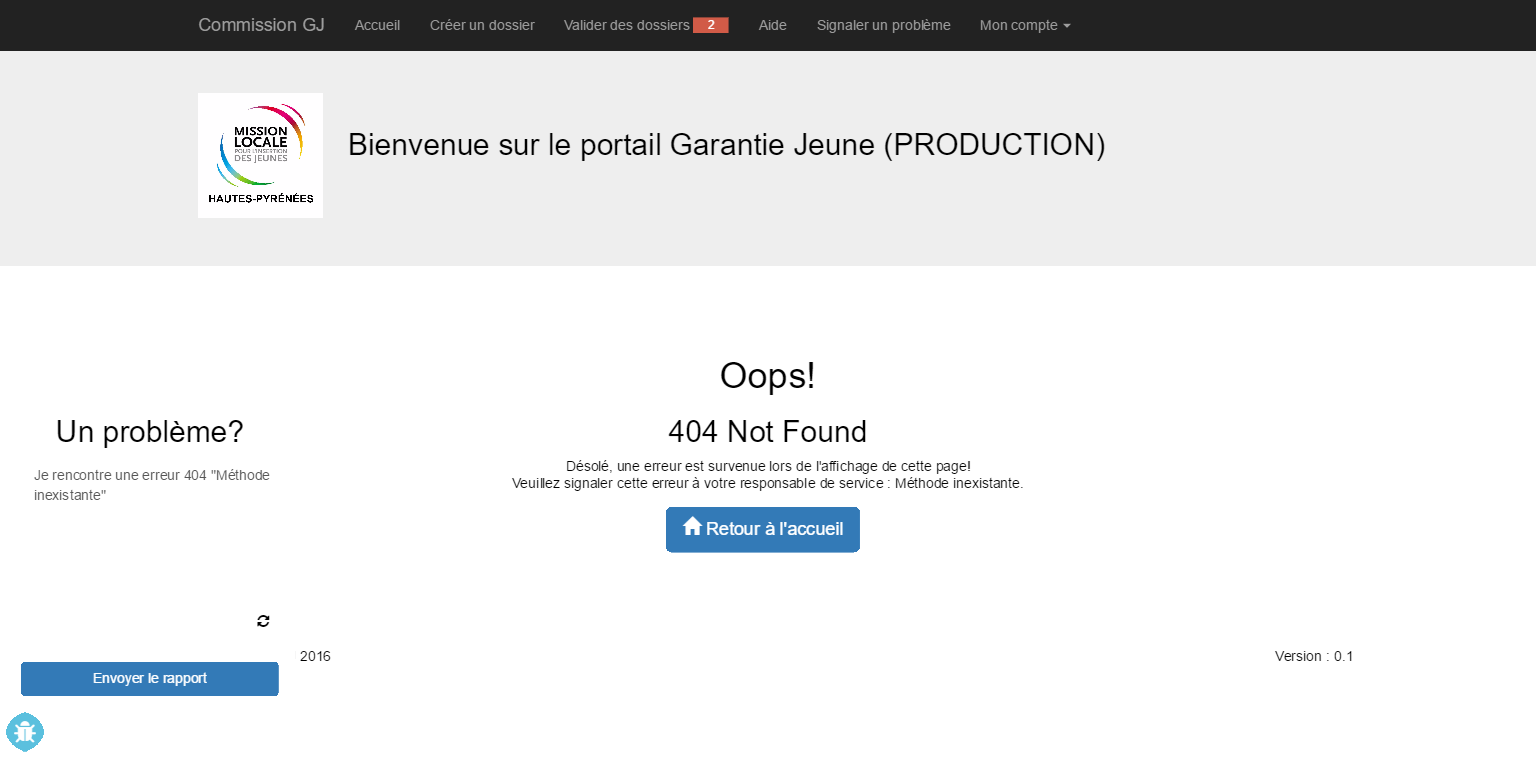 Commission GJ Accueil Créer un dossier Valider des dossiers 2 Aide Signaler un problème Mon compte
MISSION
LOCALE
POUR L'INSERTION
DES JEUNES
HAUTES-PYRÉNÉES
Bienvenue sur le portail Garantie Jeune (PRODUCTION)
Oops!
404 Not Found
Désolé, une erreur est survenue lors de l'affichage de cette page!
Veuillez signaler cette erreur à votre responsable de service : Méthode inexistante.
Retour à l'accueil
Un problème?
Je rencontre une erreur 404 "Méthode
inexistante"
Envoyer le rapport
2016
Version : 0.1